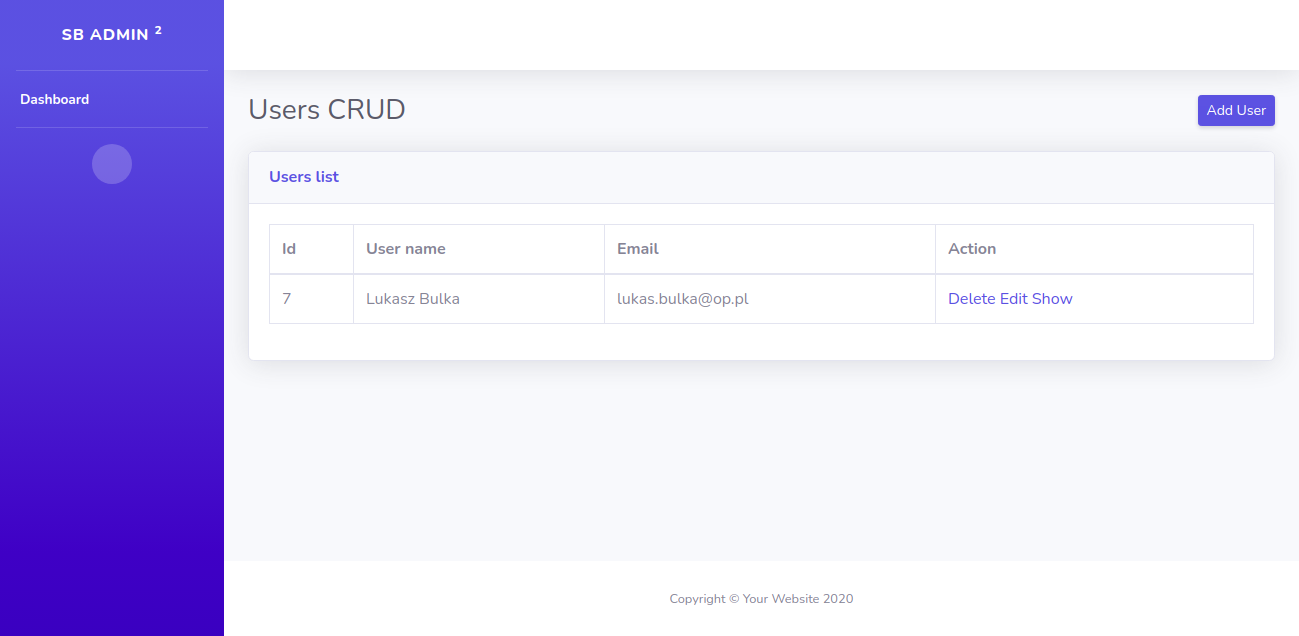 SB ADMIN 2
Dashboard
Users CRUD
Add User
Users list
Id User name Email Action
7 Lukasz Bulka lukas.bulka@op.pl Delete Edit Show
Copyright © Your Website 2020